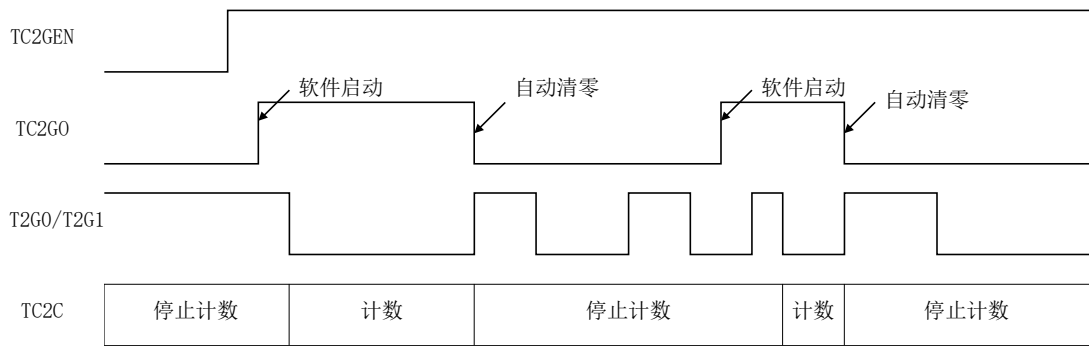 TC2GEN
软件启动
自动清零
软件启动
自动清零
TC2GO
T2G0/T2G1
TC2C
停止计数
计数
停止计数
计数
停止计数